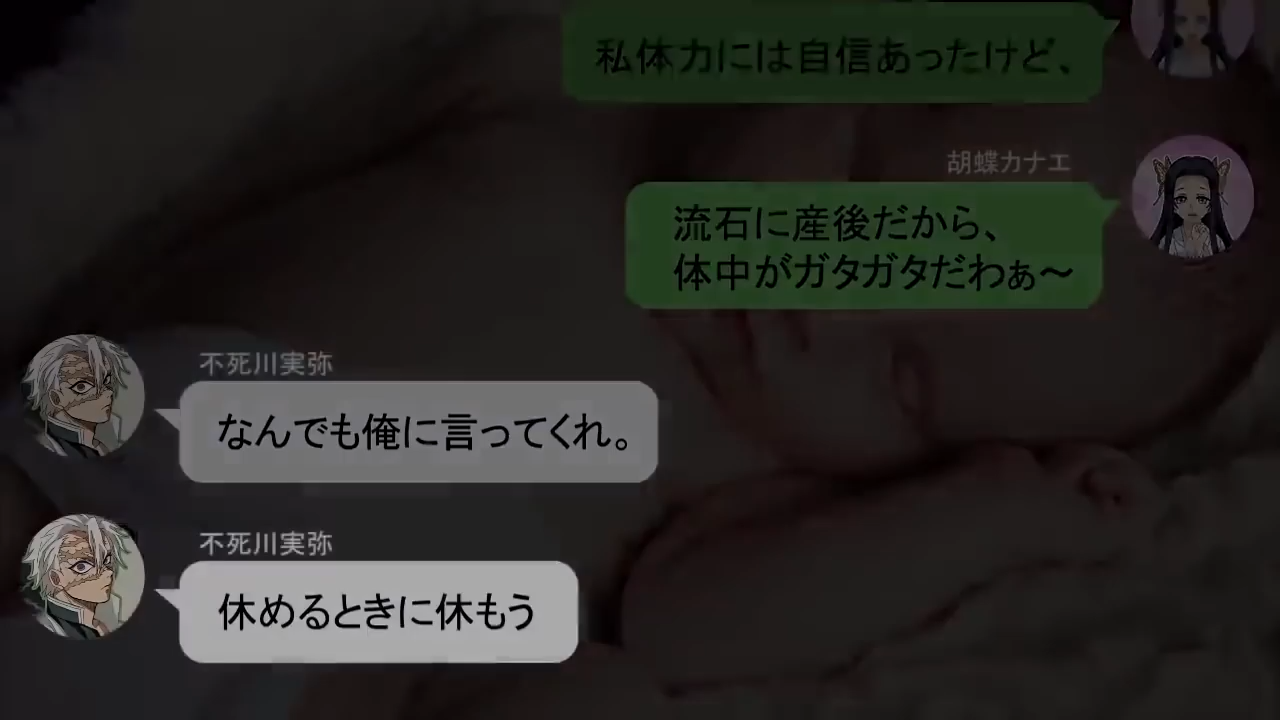 私体力には自信あったけど、
胡蝶カナエ
流石に産後だから、
体中がガタガタだわぁ～
不死川実弥
なんでも俺に言ってくれ。
不死川実弥
休めるときに休もう